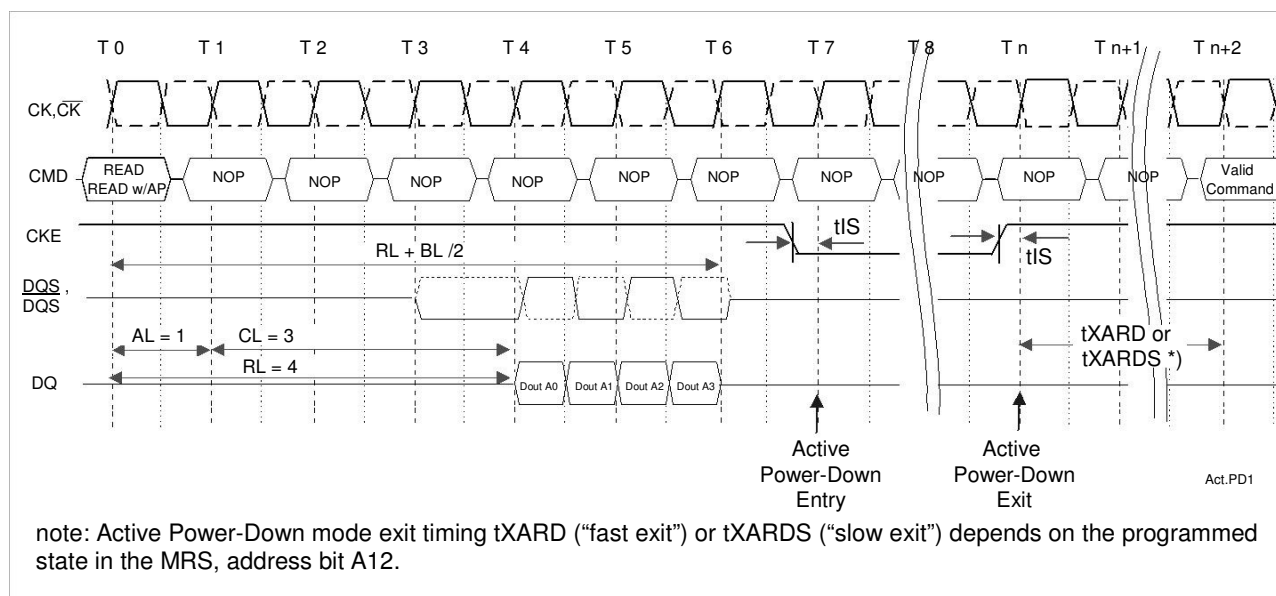 T 0 T 1 T 2 T 3 T 4 T 5 T 6 T 7 T 8 T n T n+1 T n+2
CK,C̅K̅
CMD
READ
READ w/AP
NOP NOP NOP NOP NOP NOP NOP NOP NOP NOP
Valid
Command
CKE
tIS
tIS
RL + BL /2
DQS ,
DQS
AL = 1
CL = 3
tXARD or
tXARDS *)
RL = 4
DQ
Dout A0 Dout A1 Dout A2 Dout A3
Active
Power-Down
Entry
Active
Power-Down
Exit
Act.PD1
note: Active Power-Down mode exit timing tXARD (“fast exit”) or tXARDS (“slow exit”) depends on the programmed
state in the MRS, address bit A12.